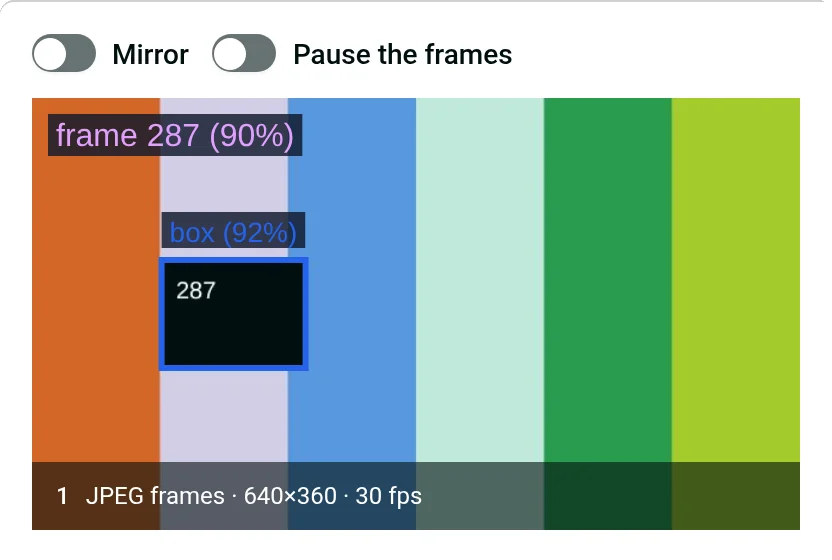 Mirror Pause the frames
frame 287 (90%)
box (92%)
287
1 JPEG frames · 640×360 · 30 fps